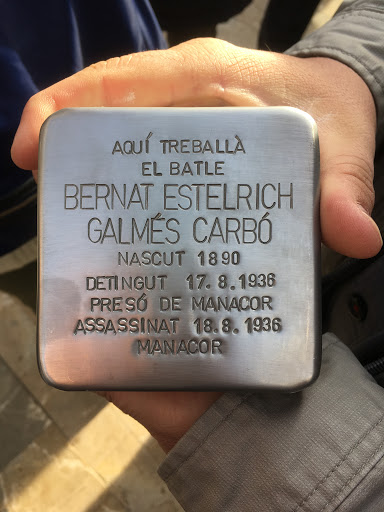 AQUÍ TREBALLÀ
EL BATLE
BERNAT ESTELRICH
GALMÉS CARBÓ
NASCUT 1890
DETINGUT 17.8.1936
PRESÓ DE MANACOR
ASSASSINAT 18.8.1936
MANACOR